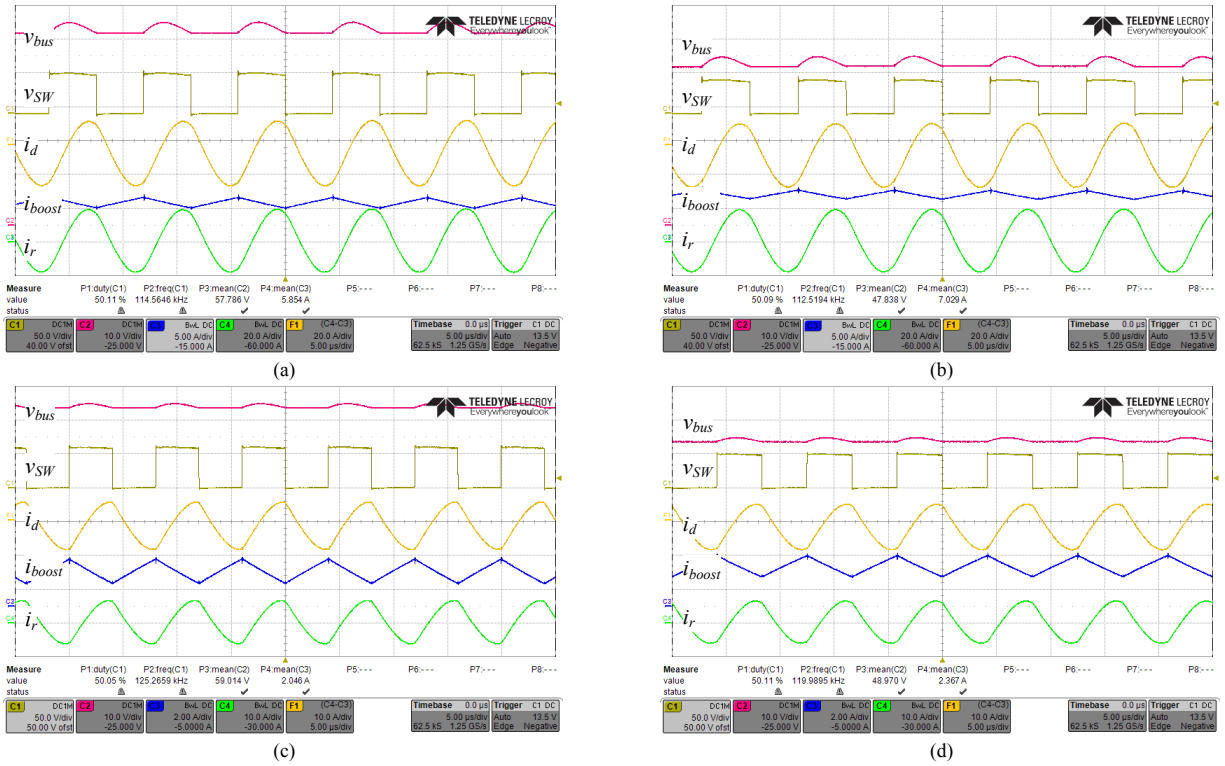 TELEDYNE LECROY
Everywhereyoulook™
v_bus
v_SW
C1
F1
i_d
i_boost
C2
i_r
Measure P1:duty(C1) P2:freq(C1) P3:mean(C2) P4:mean(C3) P5:--- P6:--- P7:--- P8:---
value 50.11 % 114.5646 kHz 57.786 V 5.854 A
status
C1 DC1M C2 DC1M C3 BwL DC C4 BwL DC F1 (C4-C3) Timebase 0.0 µs Trigger C1 DC
50.0 V/div 10.0 V/div 5.00 A/div 20.0 A/div 20.0 A/div 5.00 µs/div Auto 13.5 V
40.00 V ofst -25.000 V -15.000 A -60.000 A 5.00 µs/div 62.5 kS 1.25 GS/s Edge Negative
(a)
TELEDYNE LECROY
Everywhereyoulook™
v_bus
v_SW
C1
F1
i_d
i_boost
C2
i_r
Measure P1:duty(C1) P2:freq(C1) P3:mean(C2) P4:mean(C3) P5:--- P6:--- P7:--- P8:---
value 50.09 % 112.5194 kHz 47.838 V 7.029 A
status
C1 DC1M C2 DC1M C3 BwL DC C4 BwL DC F1 (C4-C3) Timebase 0.0 µs Trigger C1 DC
50.0 V/div 10.0 V/div 5.00 A/div 20.0 A/div 20.0 A/div 5.00 µs/div Auto 13.5 V
40.00 V ofst -25.000 V -15.000 A -60.000 A 5.00 µs/div 62.5 kS 1.25 GS/s Edge Negative
(b)
TELEDYNE LECROY
Everywhereyoulook™
v_bus
v_SW
C1
F1
i_d
i_boost
C3
i_r
Measure P1:duty(C1) P2:freq(C1) P3:mean(C2) P4:mean(C3) P5:--- P6:--- P7:--- P8:---
value 50.05 % 125.2659 kHz 59.014 V 2.046 A
status
C1 DC1M C2 DC1M C3 BwL DC C4 BwL DC F1 (C4-C3) Timebase 0.0 µs Trigger C1 DC
50.0 V/div 10.0 V/div 2.00 A/div 10.0 A/div 10.0 A/div 5.00 µs/div Auto 13.5 V
50.00 V ofst -25.000 V -5.0000 A -30.000 A 5.00 µs/div 62.5 kS 1.25 GS/s Edge Negative
(c)
TELEDYNE LECROY
Everywhereyoulook™
v_bus
v_SW
C1
F1
i_d
i_boost
C3
i_r
Measure P1:duty(C1) P2:freq(C1) P3:mean(C2) P4:mean(C3) P5:--- P6:--- P7:--- P8:---
value 50.11 % 119.9895 kHz 48.970 V 2.367 A
status
C1 DC1M C2 DC1M C3 BwL DC C4 BwL DC F1 (C4-C3) Timebase 0.0 µs Trigger C1 DC
50.0 V/div 10.0 V/div 2.00 A/div 10.0 A/div 10.0 A/div 5.00 µs/div Auto 13.5 V
50.00 V ofst -25.000 V -5.0000 A -30.000 A 5.00 µs/div 62.5 kS 1.25 GS/s Edge Negative
(d)